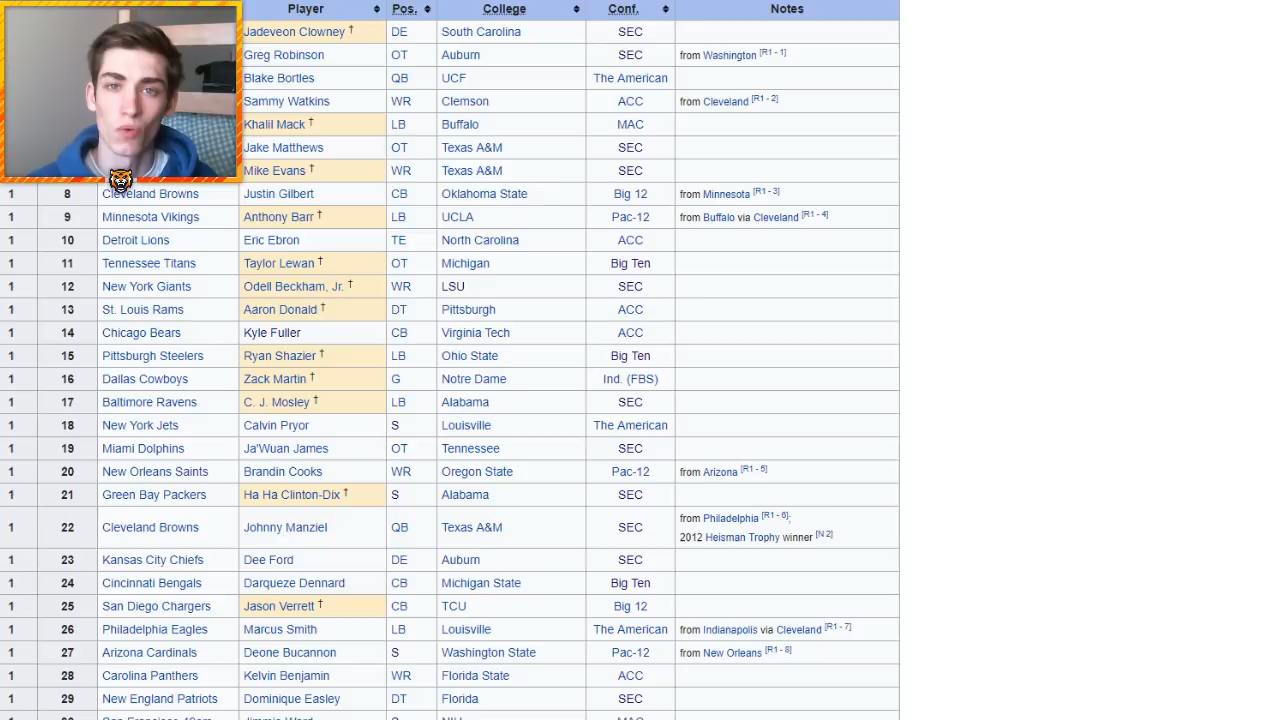 Player Pos. College Conf. Notes
Jadeveon Clowney † DE South Carolina SEC
Greg Robinson OT Auburn SEC from Washington [R1 - 1]
Blake Bortles QB UCF The American
Sammy Watkins WR Clemson ACC from Cleveland [R1 - 2]
Khalil Mack † LB Buffalo MAC
Jake Matthews OT Texas A&M SEC
Mike Evans † WR Texas A&M SEC
1 8 Cleveland Browns Justin Gilbert CB Oklahoma State Big 12 from Minnesota [R1 - 3]
1 9 Minnesota Vikings Anthony Barr † LB UCLA Pac-12 from Buffalo via Cleveland [R1 - 4]
1 10 Detroit Lions Eric Ebron TE North Carolina ACC
1 11 Tennessee Titans Taylor Lewan † OT Michigan Big Ten
1 12 New York Giants Odell Beckham, Jr. † WR LSU SEC
1 13 St. Louis Rams Aaron Donald † DT Pittsburgh ACC
1 14 Chicago Bears Kyle Fuller CB Virginia Tech ACC
1 15 Pittsburgh Steelers Ryan Shazier † LB Ohio State Big Ten
1 16 Dallas Cowboys Zack Martin † G Notre Dame Ind. (FBS)
1 17 Baltimore Ravens C. J. Mosley † LB Alabama SEC
1 18 New York Jets Calvin Pryor S Louisville The American
1 19 Miami Dolphins Ja'Wuan James OT Tennessee SEC
1 20 New Orleans Saints Brandin Cooks WR Oregon State Pac-12 from Arizona [R1 - 5]
1 21 Green Bay Packers Ha Ha Clinton-Dix † S Alabama SEC
1 22 Cleveland Browns Johnny Manziel QB Texas A&M SEC from Philadelphia [R1 - 6];
2012 Heisman Trophy winner [N 2]
1 23 Kansas City Chiefs Dee Ford DE Auburn SEC
1 24 Cincinnati Bengals Darqueze Dennard CB Michigan State Big Ten
1 25 San Diego Chargers Jason Verrett † CB TCU Big 12
1 26 Philadelphia Eagles Marcus Smith LB Louisville The American from Indianapolis via Cleveland [R1 - 7]
1 27 Arizona Cardinals Deone Bucannon S Washington State Pac-12 from New Orleans [R1 - 8]
1 28 Carolina Panthers Kelvin Benjamin WR Florida State ACC
1 29 New England Patriots Dominique Easley DT Florida SEC